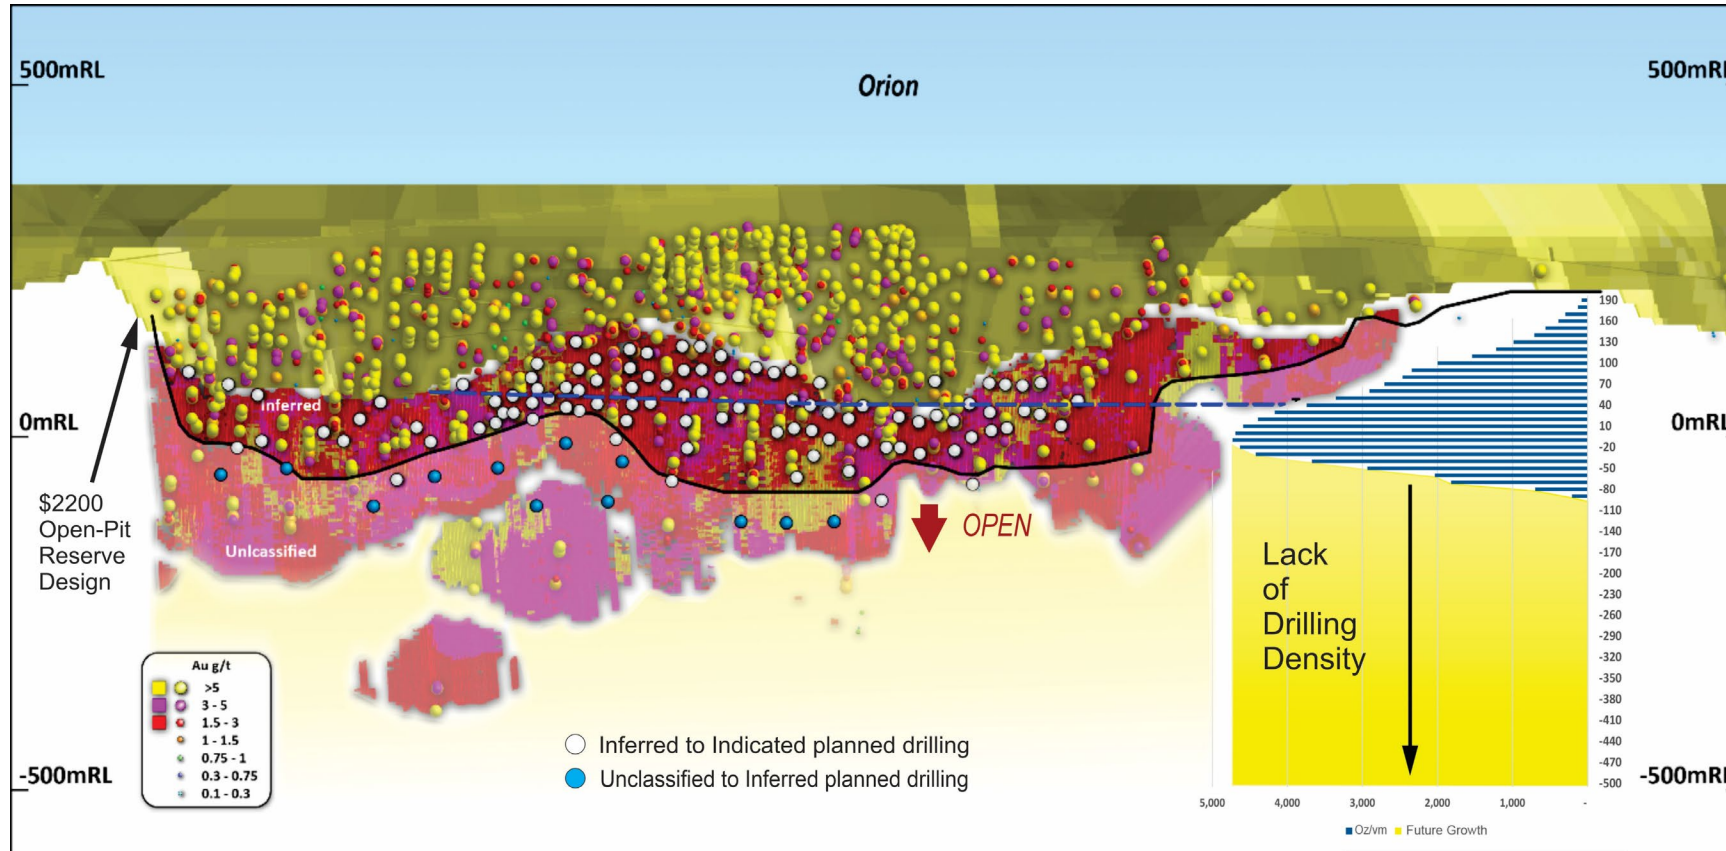 Orion
500mRL
500mRL
0mRL
0mRL
-500mRL
-500mRL
$2200
Open-Pit
Reserve
Design
Inferred
Unlcassified
OPEN
Au g/t
>5
3 - 5
1.5 - 3
1 - 1.5
0.75 - 1
0.3 - 0.75
0.1 - 0.3
Inferred to Indicated planned drilling
Unclassified to Inferred planned drilling
Lack
of
Drilling
Density
190
160
130
100
70
40
10
-20
-50
-80
-110
-140
-170
-200
-230
-260
-290
-320
-350
-380
-410
-440
-470
-500
5,000 4,000 3,000 2,000 1,000 -
Oz/vm Future Growth